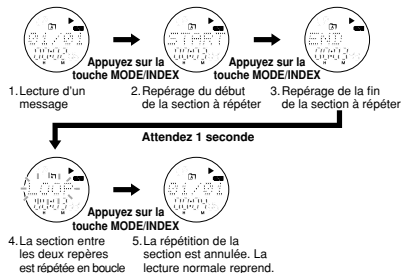 01/01
START
END
Appuyez sur la
touche MODE/INDEX
Appuyez sur la
touche MODE/INDEX
1. Lecture d'un
message
2. Repérage du début
de la section à répéter
3. Repérage de la fin
de la section à répéter
Attendez 1 seconde
LOOP
01/01
Appuyez sur la
touche MODE/INDEX
4. La section entre
les deux repères
est répétée en boucle
5. La répétition de la
section est annulée. La
lecture normale reprend.